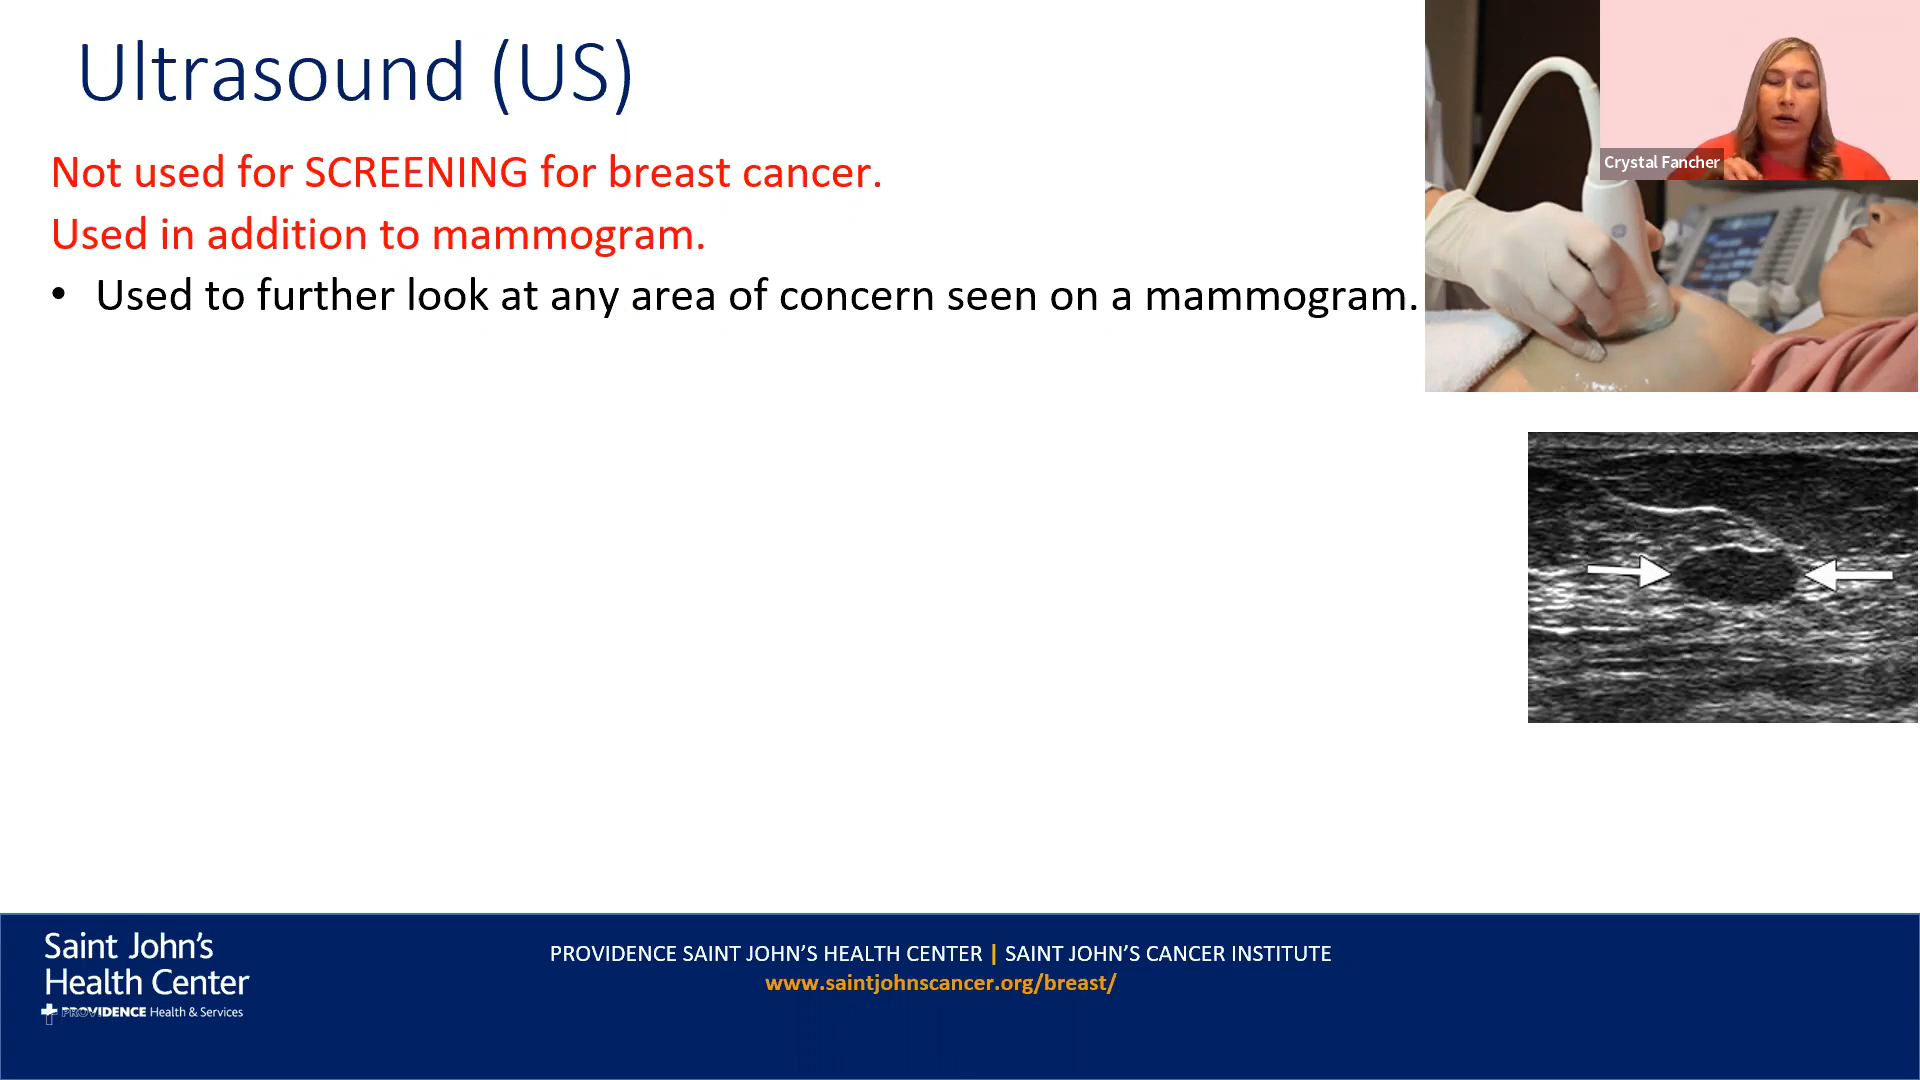 Ultrasound (US)
Not used for SCREENING for breast cancer.
Used in addition to mammogram.
• Used to further look at any area of concern seen on a mammogram.
Crystal Fancher
Saint John's
Health Center
PROVIDENCE Health & Services
PROVIDENCE SAINT JOHN'S HEALTH CENTER | SAINT JOHN'S CANCER INSTITUTE
www.saintjohnscancer.org/breast/